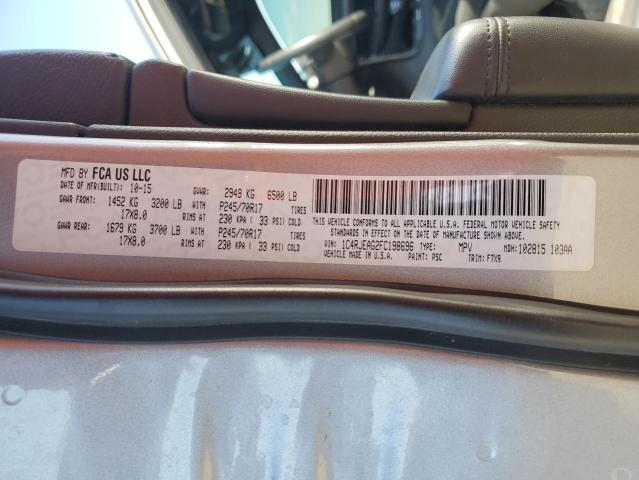 MFD BY FCA US LLC
DATE OF MFR(BUILT): 10-15 GVWR: 2949 KG 6500 LB
GAWR FRONT: 1452 KG 3200 LB WITH P245/70R17 TIRES
17X8.0 RIMS AT 230 KPA ( 33 PSI) COLD
GAWR REAR: 1679 KG 3700 LB WITH P245/70R17 TIRES
17X8.0 RIMS AT 230 KPA ( 33 PSI) COLD
THIS VEHICLE CONFORMS TO ALL APPLICABLE U.S.A. FEDERAL MOTOR VEHICLE SAFETY
STANDARDS IN EFFECT ON THE DATE OF MANUFACTURE SHOWN ABOVE.
VIN: 1C4RJEAG2FC198696 TYPE: MPV MDH: 102815 103AA
VEHICLE MADE IN U.S.A. PAINT: PSC TRIM: F7X9